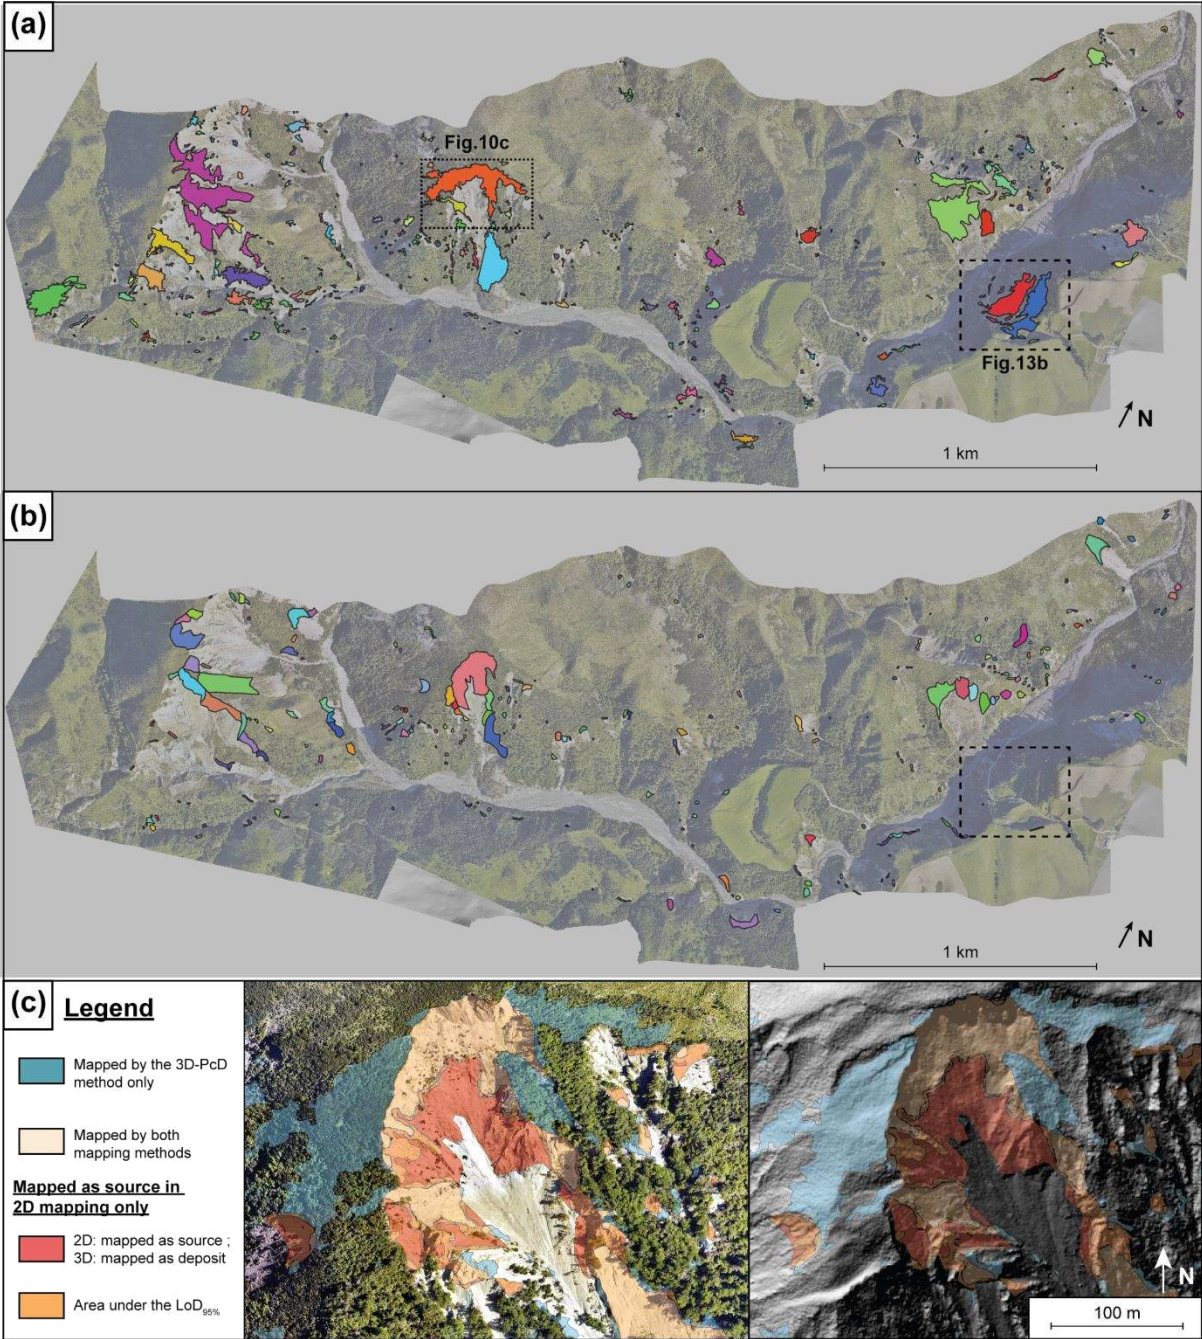 (a)
Fig.10c
Fig.13b
N
1 km
(b)
N
1 km
(c)
Legend
Mapped by the 3D-PcD
method only
Mapped by both
mapping methods
Mapped as source in
2D mapping only
2D: mapped as source ;
3D: mapped as deposit
Area under the LoD95%
N
100 m